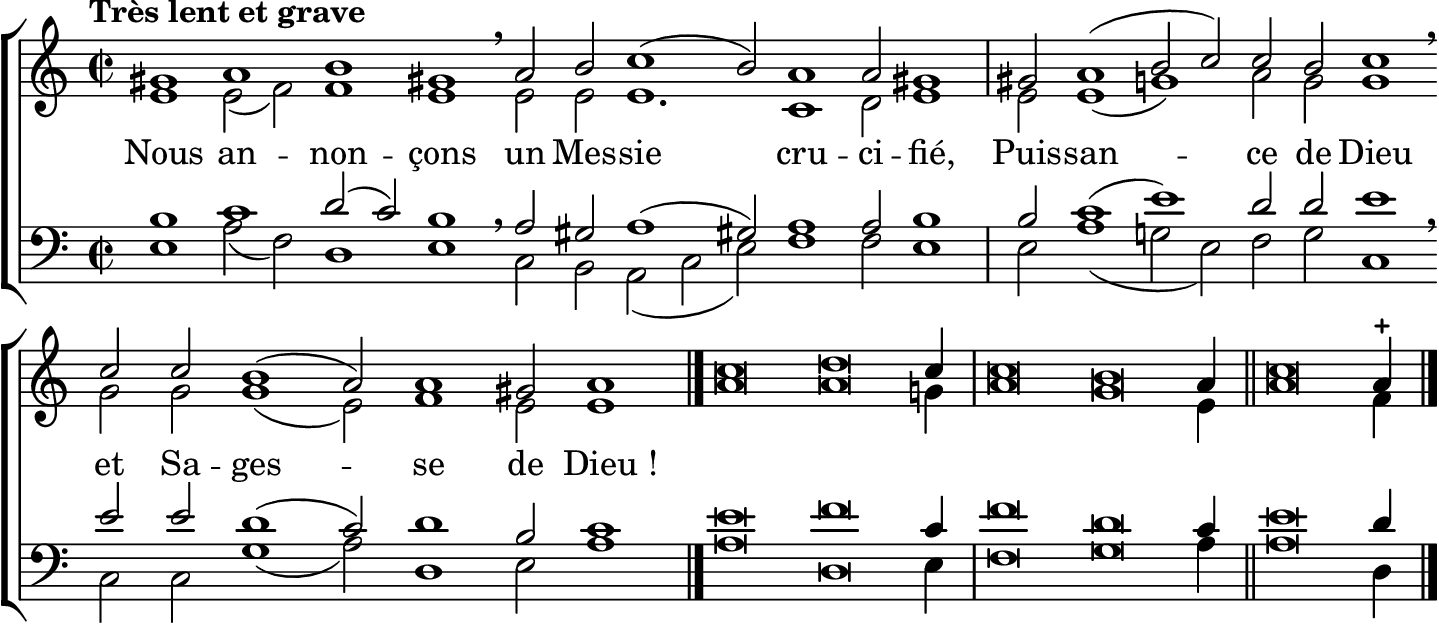 Très lent et grave
Nous an - non - çons un Messie cru - ci - fié, Puissan - ce de Dieu
et Sa - ges - se de Dieu !